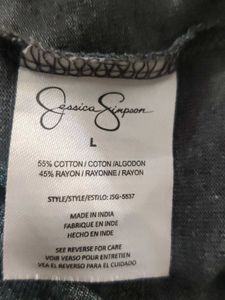 Jessica Simpson
L
55% COTTON / COTON /ALGODON
45% RAYON / RAYONNE / RAYON
STYLE/STYLE/ESTILO: JSG-5537
MADE IN INDIA
FABRIQUE EN INDE
HECHO EN INDE
SEE REVERSE FOR CARE
VOIR VERSO POUR ENTRETIEN
VEA EL REVERSO PARA EL CUIDADO